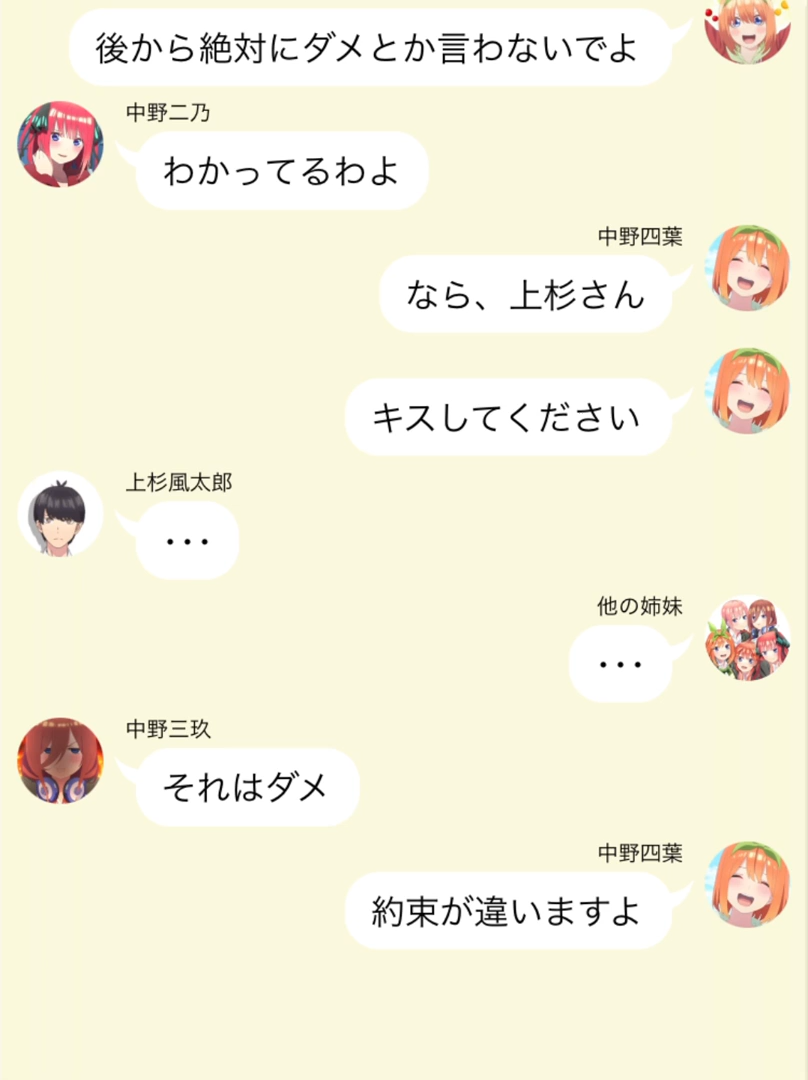 後から絶対にダメとか言わないでよ
中野二乃
わかってるわよ
中野四葉
なら、上杉さん
キスしてください
上杉風太郎
・・・
他の姉妹
・・・
中野三玖
それはダメ
中野四葉
約束が違いますよ